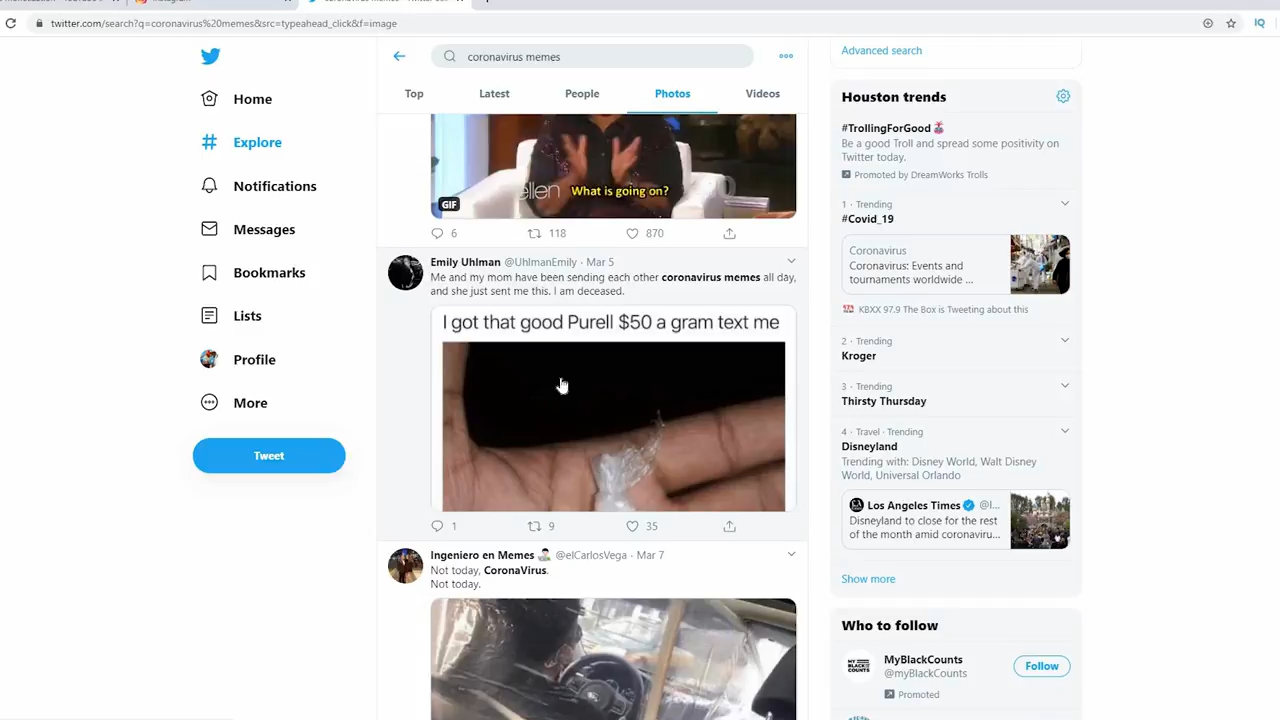 twitter.com/search?q=coronavirus%20memes&src=typeahead_click&f=image
IQ
Home
Explore
Notifications
Messages
Bookmarks
Lists
Profile
More
Tweet
coronavirus memes
Top
Latest
People
Photos
Videos
ellen
What is going on?
GIF
6
118
870
Emily Uhlman @UhlmanEmily · Mar 5
Me and my mom have been sending each other coronavirus memes all day,
and she just sent me this. I am deceased.
I got that good Purell $50 a gram text me
1
9
35
Ingeniero en Memes @elCarlosVega · Mar 7
Not today, CoronaVirus.
Not today.
Advanced search
Houston trends
#TrollingForGood
Be a good Troll and spread some positivity on
Twitter today.
Promoted by DreamWorks Trolls
1 · Trending
#Covid_19
Coronavirus
Coronavirus: Events and
tournaments worldwide ...
KBXX 97.9 The Box is Tweeting about this
2 · Trending
Kroger
3 · Trending
Thirsty Thursday
4 · Travel · Trending
Disneyland
Trending with: Disney World, Walt Disney
World, Universal Orlando
Los Angeles Times @l...
Disneyland to close for the rest
of the month amid coronaviru...
Show more
Who to follow
MY BLACK COUNTS
MyBlackCounts
@myBlackCounts
Follow
Promoted